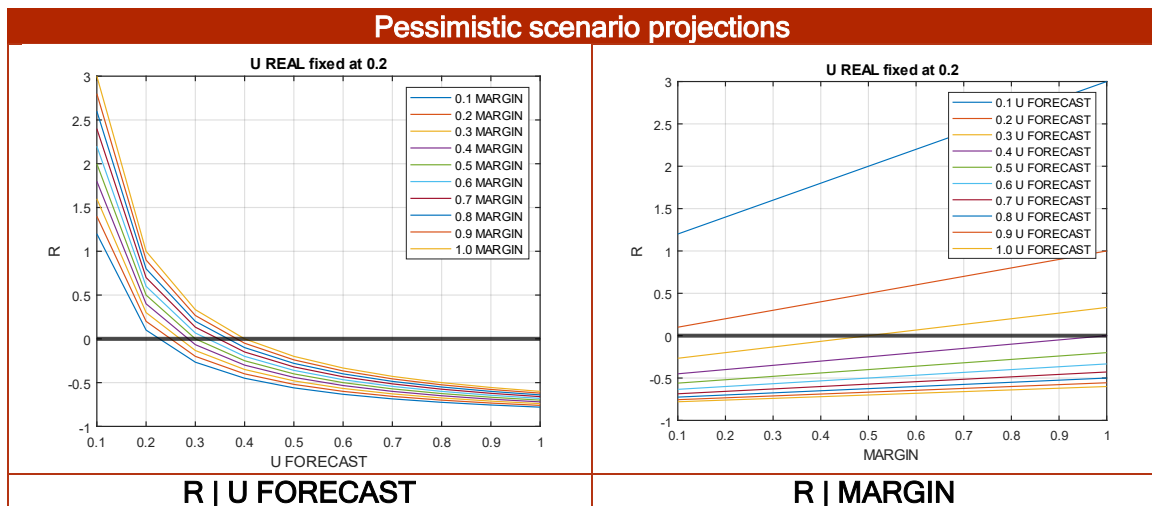 Pessimistic scenario projections
U REAL fixed at 0.2
3
2.5
2
1.5
1
0.5
0
-0.5
-1
R
0.1 MARGIN
0.2 MARGIN
0.3 MARGIN
0.4 MARGIN
0.5 MARGIN
0.6 MARGIN
0.7 MARGIN
0.8 MARGIN
0.9 MARGIN
1.0 MARGIN
0.1 0.2 0.3 0.4 0.5 0.6 0.7 0.8 0.9 1
U FORECAST
R | U FORECAST
U REAL fixed at 0.2
3
2.5
2
1.5
1
0.5
0
-0.5
-1
R
0.1 U FORECAST
0.2 U FORECAST
0.3 U FORECAST
0.4 U FORECAST
0.5 U FORECAST
0.6 U FORECAST
0.7 U FORECAST
0.8 U FORECAST
0.9 U FORECAST
1.0 U FORECAST
0.1 0.2 0.3 0.4 0.5 0.6 0.7 0.8 0.9 1
MARGIN
R | MARGIN